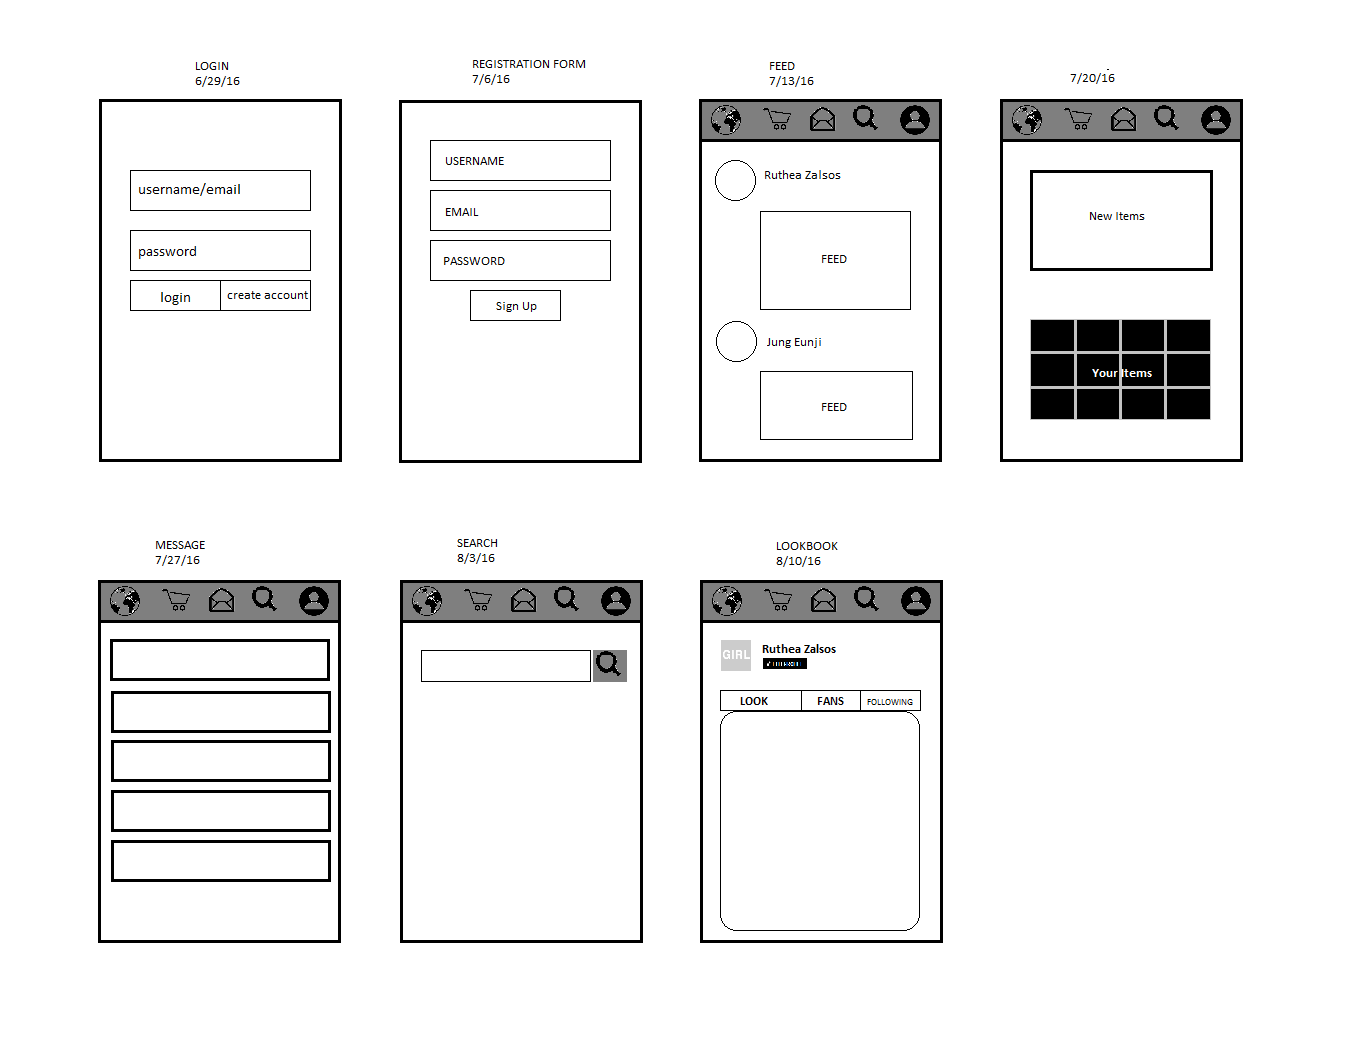 LOGIN
6/29/16
REGISTRATION FORM
7/6/16
FEED
7/13/16
7/20/16
username/email
password
login
create account
USERNAME
EMAIL
PASSWORD
Sign Up
Ruthea Zalsos
FEED
Jung Eunji
FEED
New Items
Your Items
MESSAGE
7/27/16
SEARCH
8/3/16
LOOKBOOK
8/10/16
GIRL
Ruthea Zalsos
LOOK
FANS
FOLLOWING